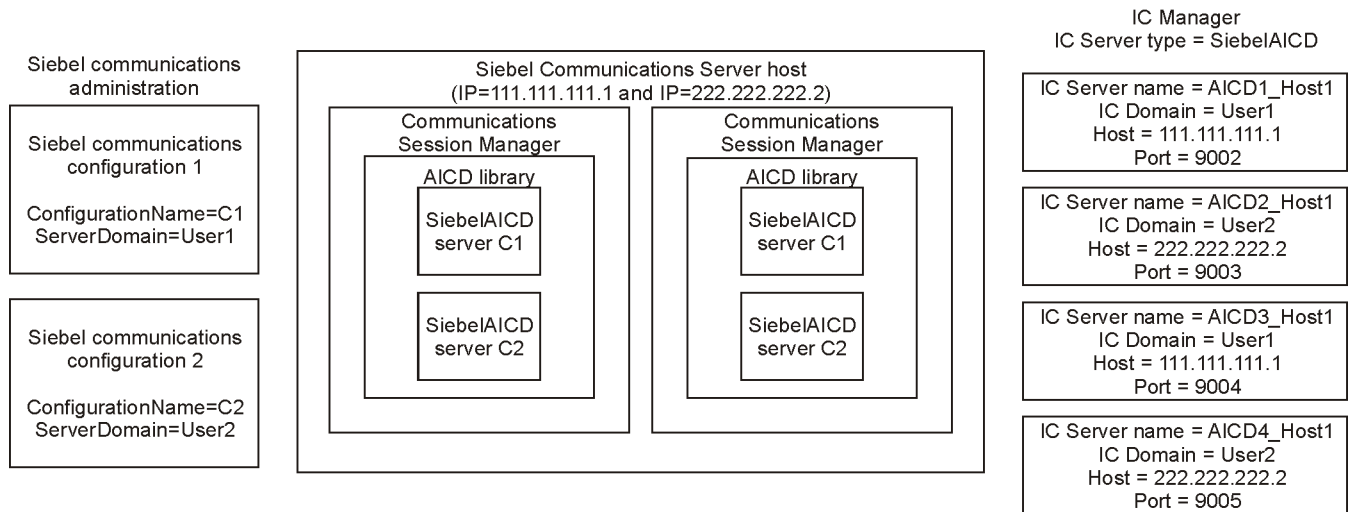 Siebel communications
administration
Siebel communications
configuration 1
ConfigurationName=C1
ServerDomain=User1
Siebel communications
configuration 2
ConfigurationName=C2
ServerDomain=User2
Siebel Communications Server host
(IP=111.111.111.1 and IP=222.222.222.2)
Communications
Session Manager
AICD library
SiebelAICD
server C1
SiebelAICD
server C2
Communications
Session Manager
AICD library
SiebelAICD
server C1
SiebelAICD
server C2
IC Manager
IC Server type = SiebelAICD
IC Server name = AICD1_Host1
IC Domain = User1
Host = 111.111.111.1
Port = 9002
IC Server name = AICD2_Host1
IC Domain = User2
Host = 222.222.222.2
Port = 9003
IC Server name = AICD3_Host1
IC Domain = User1
Host = 111.111.111.1
Port = 9004
IC Server name = AICD4_Host1
IC Domain = User2
Host = 222.222.222.2
Port = 9005